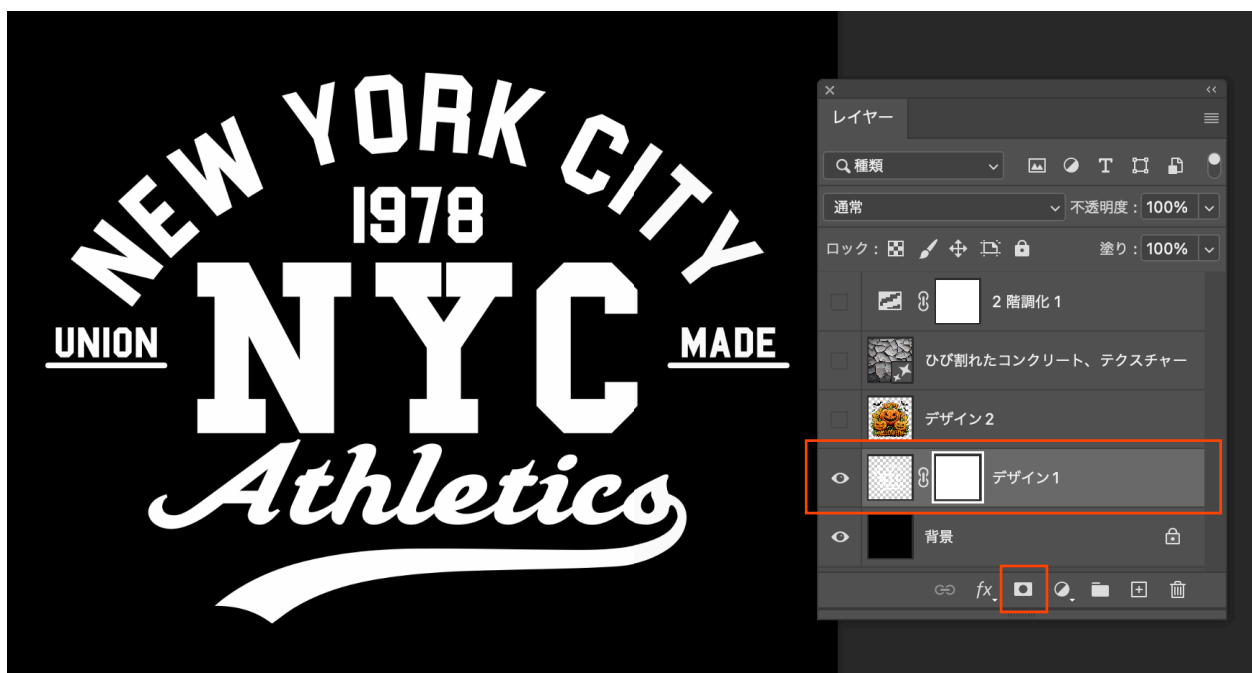 NEW YORK CITY
1978
NYC
UNION
MADE
Athletics
レイヤー
種類
通常
不透明度：100%
ロック：
塗り：100%
2 階調化 1
ひび割れたコンクリート、テクスチャー
デザイン 2
デザイン 1
背景
fx